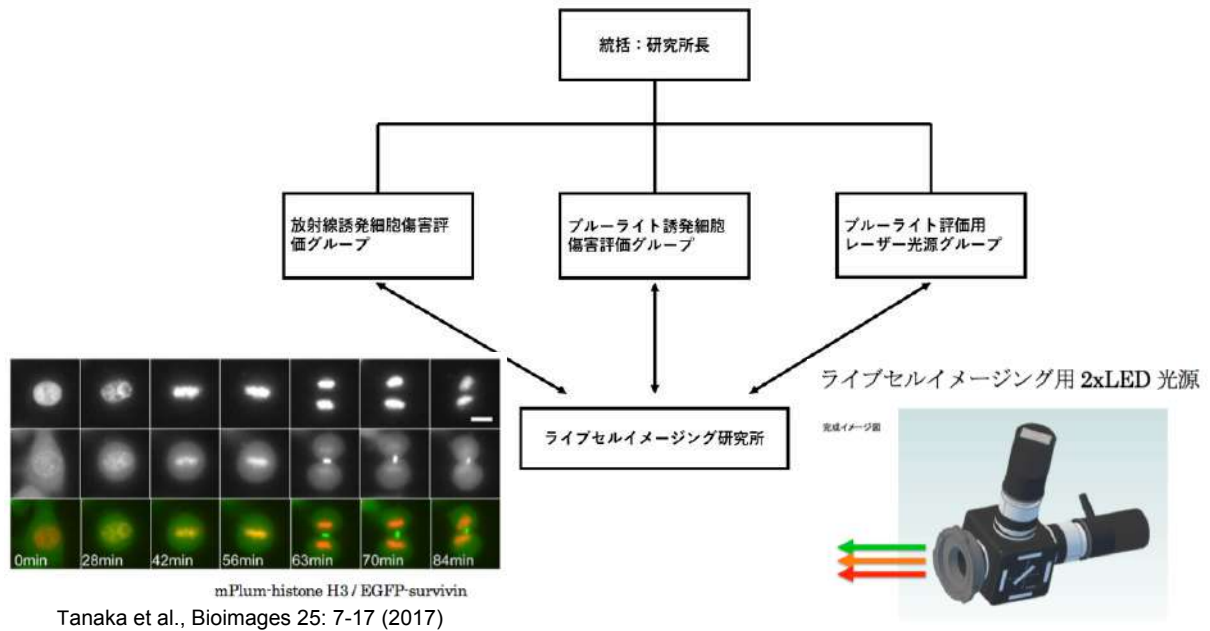 統括：研究所長
放射線誘発細胞傷害評
価グループ
ブルーライト誘発細胞
傷害評価グループ
ブルーライト評価用
レーザー光源グループ
ライブセルイメージング研究所
0min
28min
42min
56min
63min
70min
84min
mPlum-histone H3 / EGFP-survivin
Tanaka et al., Bioimages 25: 7-17 (2017)
ライブセルイメージング用 2xLED 光源
完成イメージ図